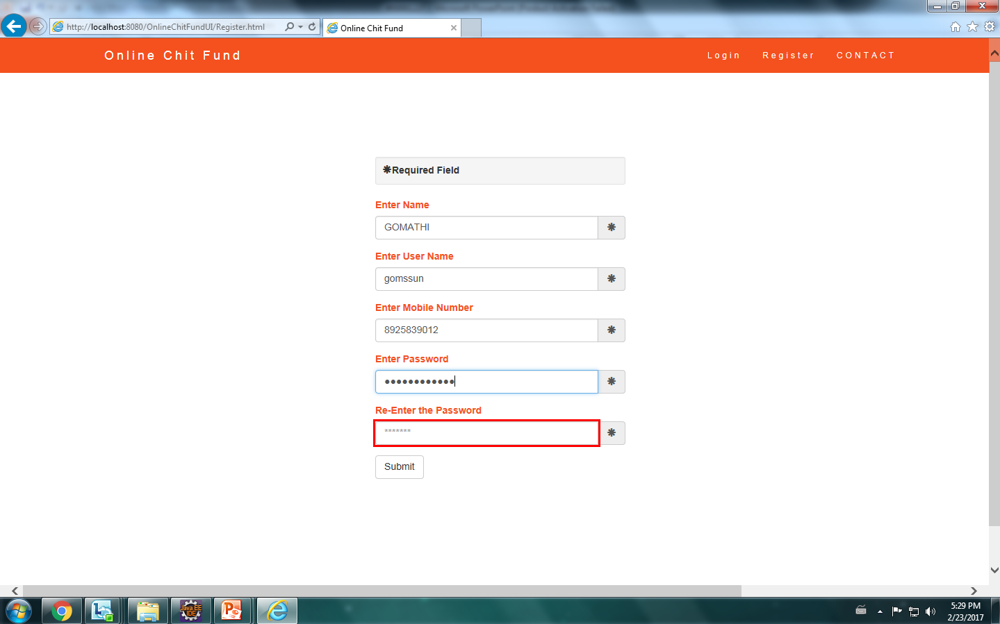 http://localhost:8080/OnlineChitFundUI/Register.html
Online Chit Fund
Online Chit Fund
Login
Register
CONTACT
✱Required Field
Enter Name
GOMATHI
✱
Enter User Name
gomssun
✱
Enter Mobile Number
8925839012
✱
Enter Password
••••••••••••
✱
Re-Enter the Password
*******
✱
Submit
Java EE
IDE
5:29 PM
2/23/2017